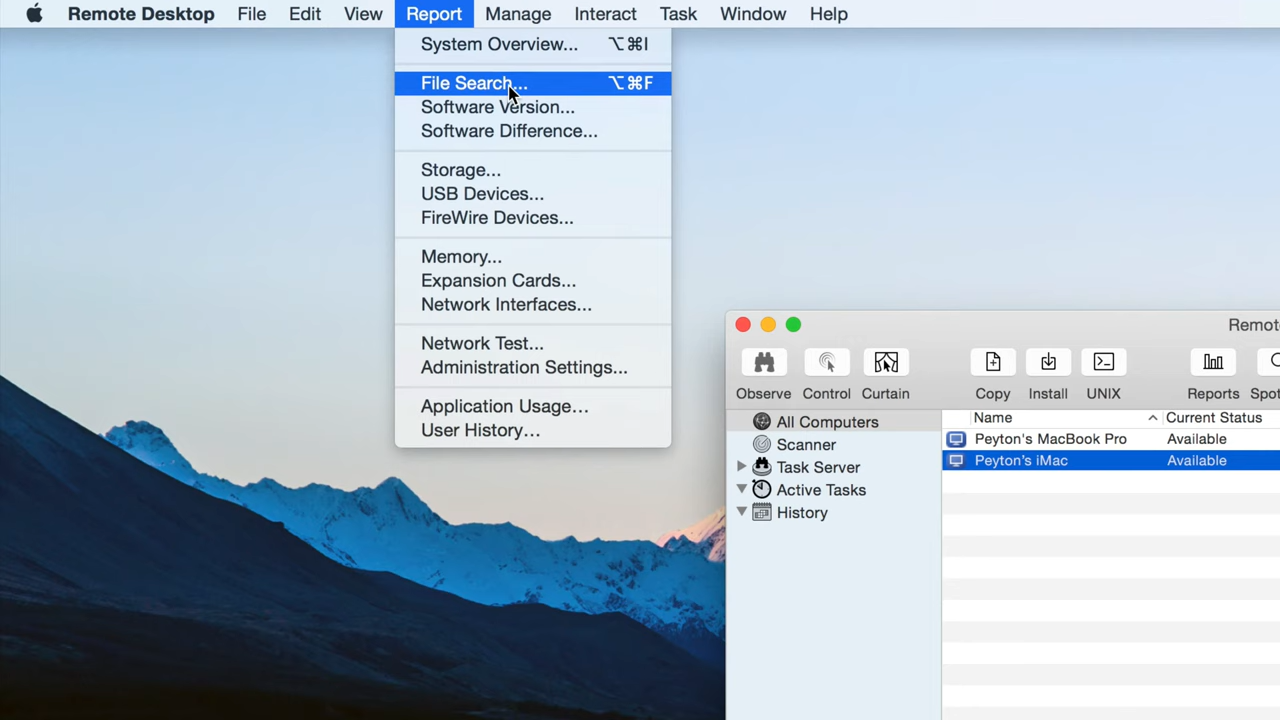 Remote Desktop File Edit View Report Manage Interact Task Window Help
System Overview... ⌥⌘I
File Search... ⌥⌘F
Software Version...
Software Difference...
Storage...
USB Devices...
FireWire Devices...
Memory...
Expansion Cards...
Network Interfaces...
Network Test...
Administration Settings...
Application Usage...
User History...
Remot
Observe Control Curtain Copy Install UNIX Reports Spot
All Computers
Scanner
Task Server
Active Tasks
History
Name Current Status
Peyton's MacBook Pro Available
Peyton's iMac Available